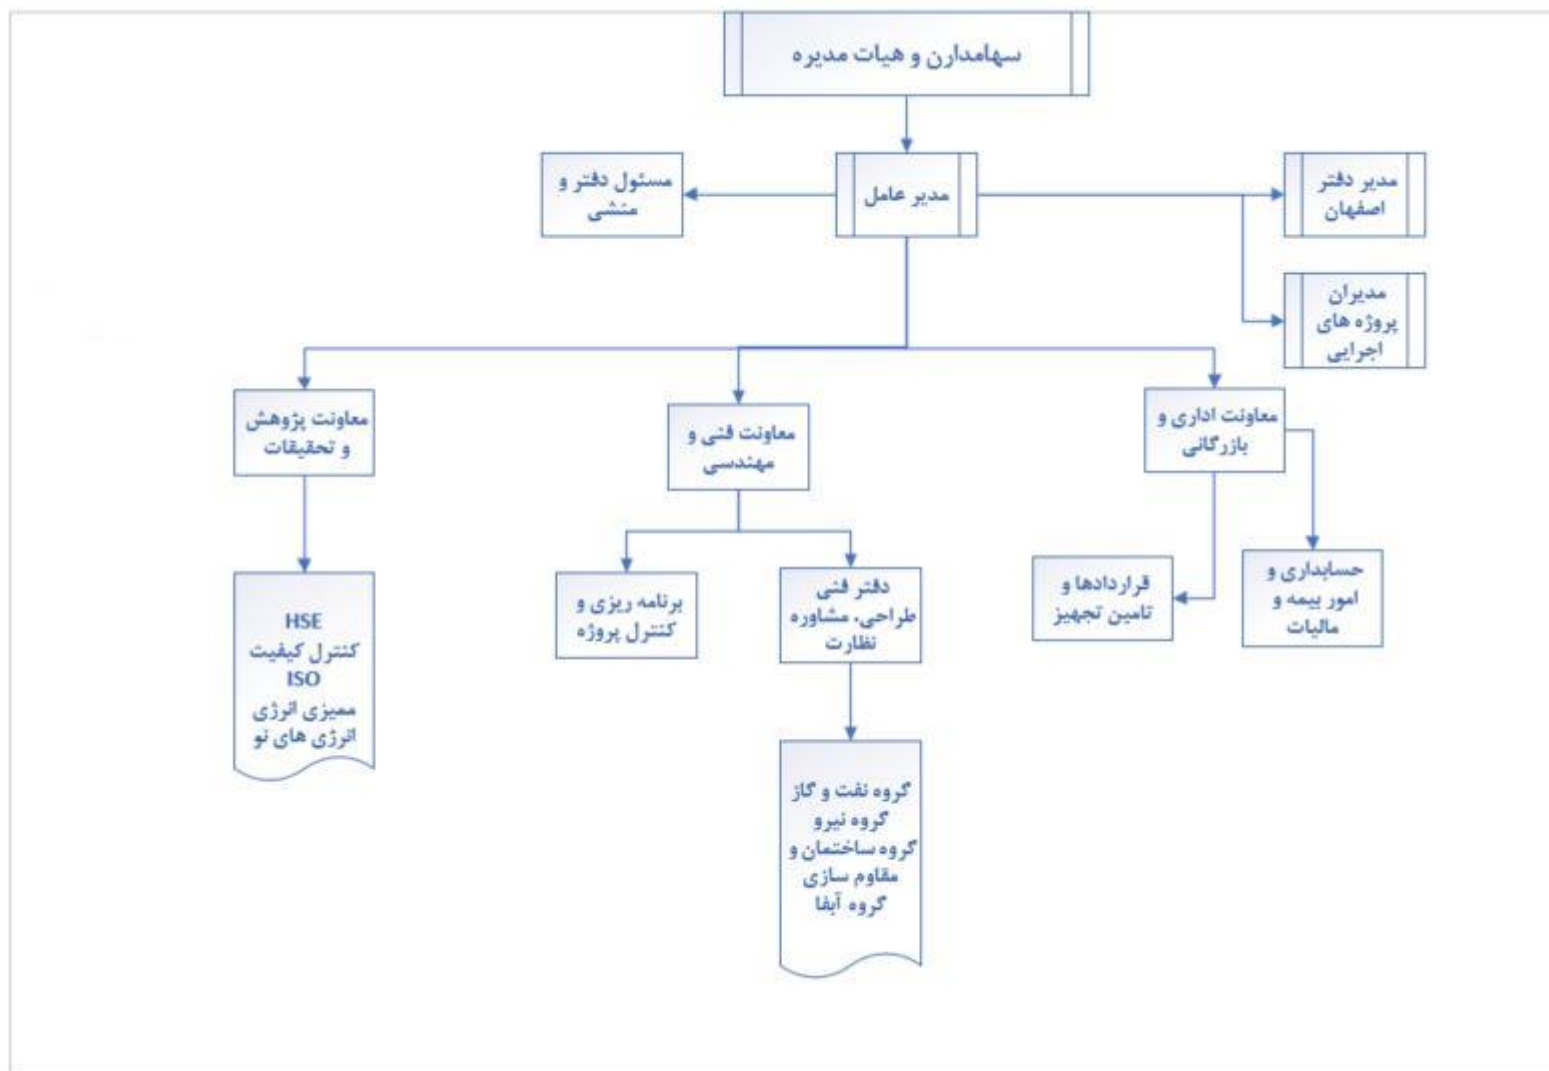 سهامدارن و هیات مدیره
مدیر دفتر
اصفهان
مدیر عامل
مسئول دفتر و
منشی
مدیران
پروژه های
اجرایی
معاونت اداری و
بازرگانی
معاونت فنی و
مهندسی
معاونت پژوهش
و تحقیقات
حسابداری و
امور بیمه و
مالیات
قراردادها و
تامین تجهیز
دفتر فنی
طراحی، مشاوره
نظارت
برنامه ریزی و
کنترل پروژه
HSE
کنترل کیفیت
ISO
ممیزی انرژی
انرژی های نو
گروه نفت و گاز
گروه نیرو
گروه ساختمان و
مقاوم سازی
گروه آبفا